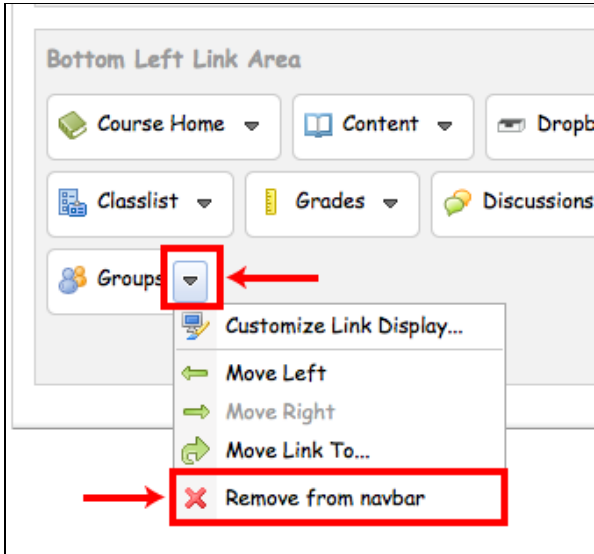 Bottom Left Link Area
Course Home Content Dropb
Classlist Grades Discussions
Groups
Customize Link Display...
Move Left
Move Right
Move Link To...
Remove from navbar